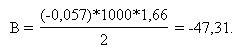 B = ((-0,057)*1000*1,66)/2 = -47,31.